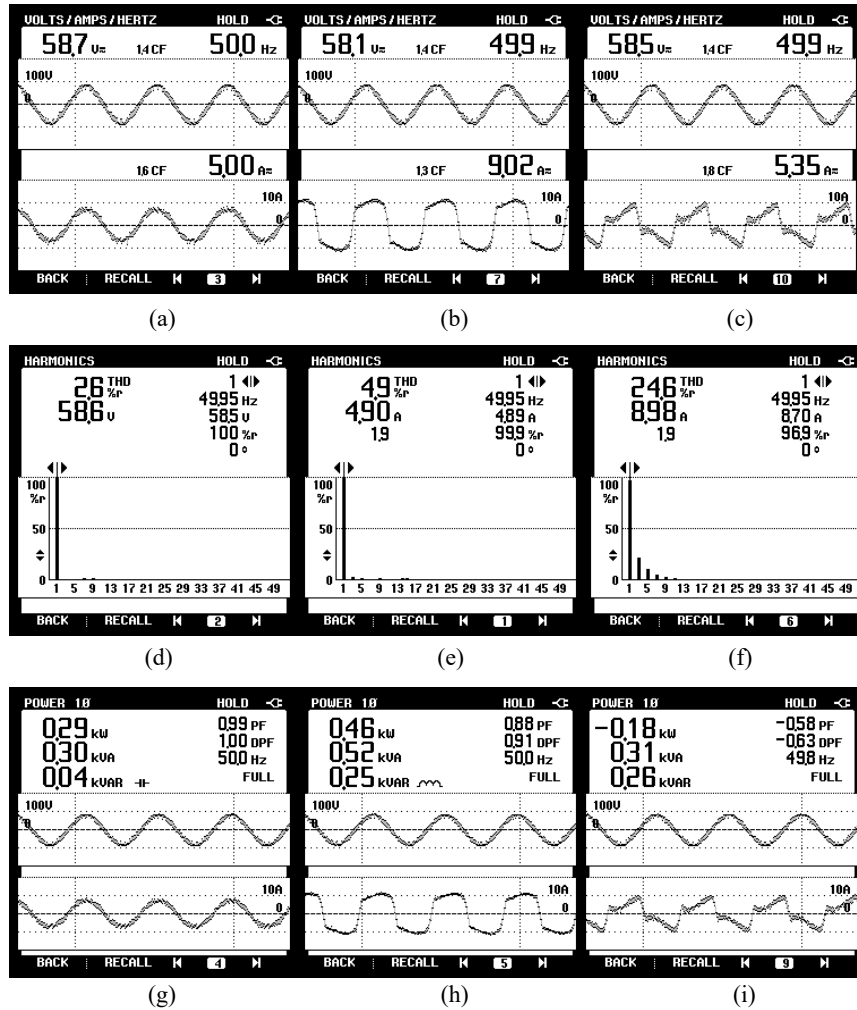 VOLTS/AMPS/HERTZ HOLD
58.7 V≂ 1.4 CF 50.0 Hz
100V
0
1.6 CF 5.00 A≂
10A
0
BACK RECALL 3
(a)
VOLTS/AMPS/HERTZ HOLD
58.1 V≂ 1.4 CF 49.9 Hz
100V
0
1.3 CF 9.02 A≂
10A
0
BACK RECALL 7
(b)
VOLTS/AMPS/HERTZ HOLD
58.5 V≂ 1.4 CF 49.9 Hz
100V
0
1.8 CF 5.35 A≂
10A
0
BACK RECALL 10
(c)
HARMONICS HOLD
2.6 THD %r 1
58.6 V 49.95 Hz
58.5 V
100 %r
0 °
100
%r
50
0
1 5 9 13 17 21 25 29 33 37 41 45 49
BACK RECALL 2
(d)
HARMONICS HOLD
4.9 THD %r 1
4.90 A 49.95 Hz
1.9 4.89 A
99.9 %r
0 °
100
%r
50
0
1 5 9 13 17 21 25 29 33 37 41 45 49
BACK RECALL 1
(e)
HARMONICS HOLD
24.6 THD %r 1
8.98 A 49.95 Hz
1.9 8.70 A
96.9 %r
0 °
100
%r
50
0
1 5 9 13 17 21 25 29 33 37 41 45 49
BACK RECALL 6
(f)
POWER 1.0 HOLD
0.29 kW 0.99 PF
0.30 kVA 1.00 DPF
50.0 Hz
0.04 kVAR FULL
100V
0
10A
0
BACK RECALL 4
(g)
POWER 1.0 HOLD
0.46 kW 0.88 PF
0.52 kVA 0.91 DPF
50.0 Hz
0.25 kVAR FULL
100V
0
10A
0
BACK RECALL 5
(h)
POWER 1.0 HOLD
-0.18 kW -0.58 PF
0.31 kVA -0.63 DPF
49.8 Hz
0.26 kVAR FULL
100V
0
10A
0
BACK RECALL 9
(i)